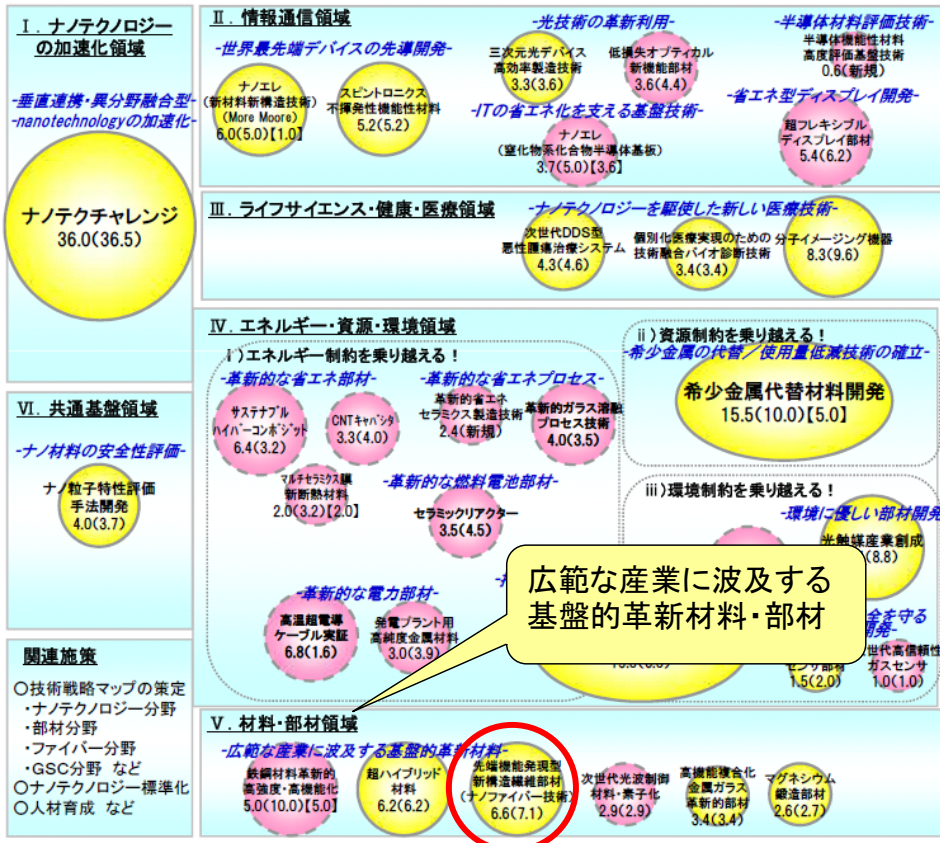 Ⅰ．ナノテクノロジー
の加速化領域
-垂直連携・異分野融合型-
-nanotechnologyの加速化-
ナノテクチャレンジ
36.0(36.5)
Ⅱ．情報通信領域
-世界最先端デバイスの先導開発-
ナノエレ
(新材料新構造技術)
(More Moore)
6.0(5.0)【1.0】
スピントロニクス
不揮発性機能性材料
5.2(5.2)
-光技術の革新利用-
三次元光デバイス
高効率製造技術
3.3(3.6)
低損失オプティカル
新機能部材
3.6(4.4)
-ITの省エネ化を支える基盤技術-
ナノエレ
(窒化物系化合物半導体基板)
3.7(5.0)【3.6】
-半導体材料評価技術-
半導体機能性材料
高度評価基盤技術
0.6(新規)
-省エネ型ディスプレイ開発-
超フレキシブル
ディスプレイ部材
5.4(6.2)
Ⅲ．ライフサイエンス・健康・医療領域
-ナノテクノロジーを駆使した新しい医療技術-
次世代DDS型
悪性腫瘍治療システム
4.3(4.6)
個別化医療実現のための
技術融合バイオ診断技術
3.4(3.4)
分子イメージング機器
8.3(9.6)
Ⅳ．エネルギー・資源・環境領域
ⅰ)エネルギー制約を乗り越える！
-革新的な省エネ部材-
サステナブル
ハイパーコンポジット
6.4(3.2)
CNTキャパシタ
3.3(4.0)
マルチセラミクス膜
新断熱材料
2.0(3.2)【2.0】
-革新的な省エネプロセス-
革新的省エネ
セラミクス製造技術
2.4(新規)
革新的ガラス溶融
プロセス技術
4.0(3.5)
-革新的な燃料電池部材-
セラミックリアクター
3.5(4.5)
-革新的な電力部材-
高温超電導
ケーブル実証
6.8(1.6)
発電プラント用
高純度金属材料
3.0(3.9)
ⅱ)資源制約を乗り越える！
-希少金属の代替／使用量低減技術の確立-
希少金属代替材料開発
15.5(10.0)【5.0】
ⅲ)環境制約を乗り越える！
-環境に優しい部材開発-
光触媒産業創成
(8.8)
全を守る
開発-
センサ部材
1.5(2.0)
世代高信頼性
ガスセンサ
1.0(1.0)
広範な産業に波及する
基盤的革新材料・部材
Ⅵ．共通基盤領域
-ナノ材料の安全性評価-
ナノ粒子特性評価
手法開発
4.0(3.7)
関連施策
○技術戦略マップの策定
・ナノテクノロジー分野
・部材分野
・ファイバー分野
・GSC分野 など
○ナノテクノロジー標準化
○人材育成 など
Ⅴ．材料・部材領域
-広範な産業に波及する基盤的革新材料-
鉄鋼材料革新的
高強度・高機能化
5.0(10.0)【5.0】
超ハイブリッド
材料
6.2(6.2)
先端機能発現型
新構造繊維部材
(ナノファイバー技術)
6.6(7.1)
次世代光波制御
材料・素子化
2.9(2.9)
高機能複合化
金属ガラス
革新的部材
3.4(3.4)
マグネシウム
鍛造部材
2.6(2.7)